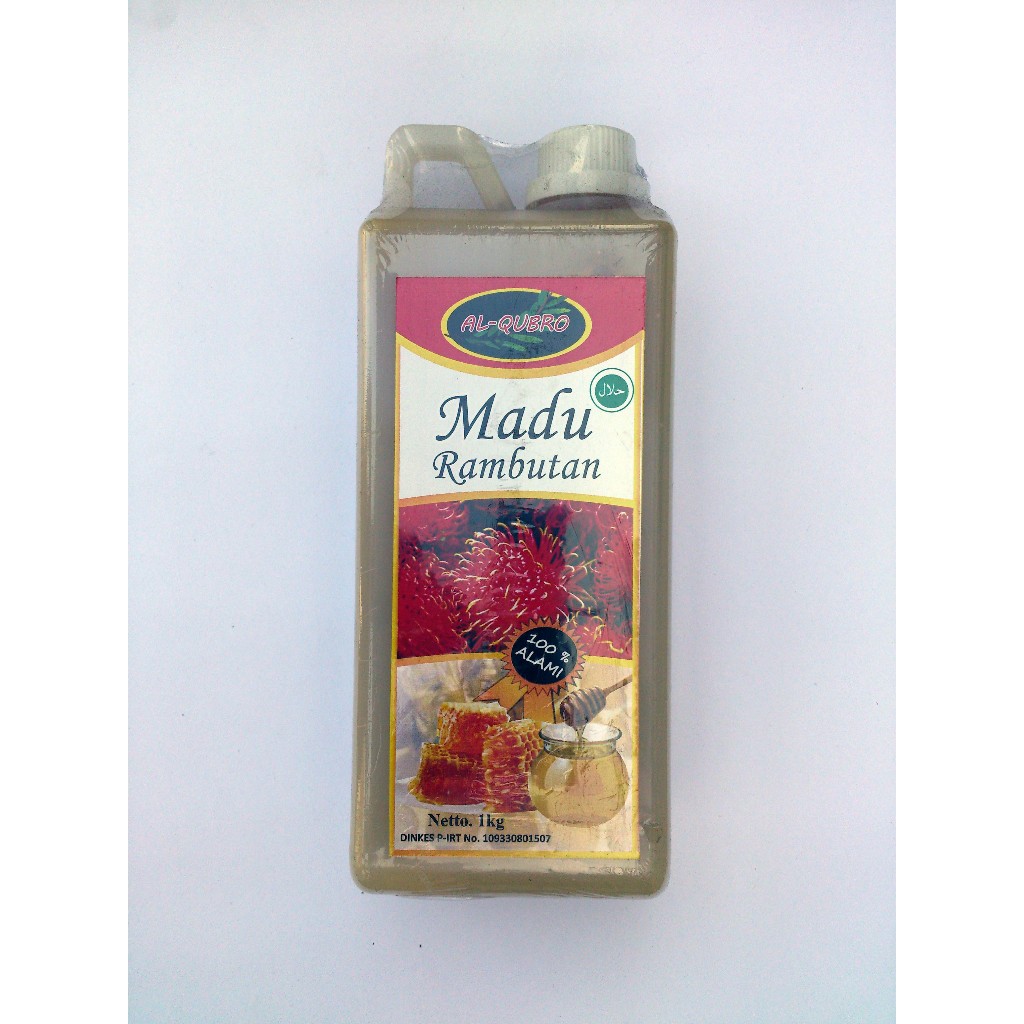 AL-QUBRO
حلال
Madu
Rambutan
100 %
ALAMI
Netto. 1kg
DINKES P-IRT No. 109330801507